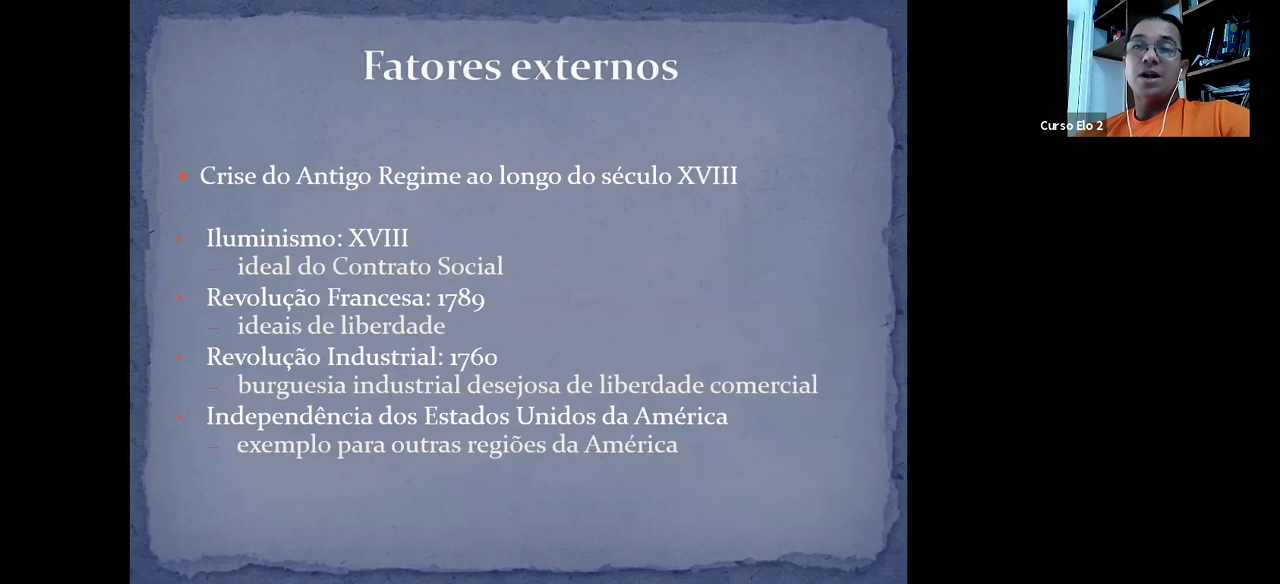 Fatores externos
Crise do Antigo Regime ao longo do século XVIII
Iluminismo: XVIII
– ideal do Contrato Social
Revolução Francesa: 1789
– ideais de liberdade
Revolução Industrial: 1760
– burguesia industrial desejosa de liberdade comercial
Independência dos Estados Unidos da América
– exemplo para outras regiões da América
Curso Elo 2